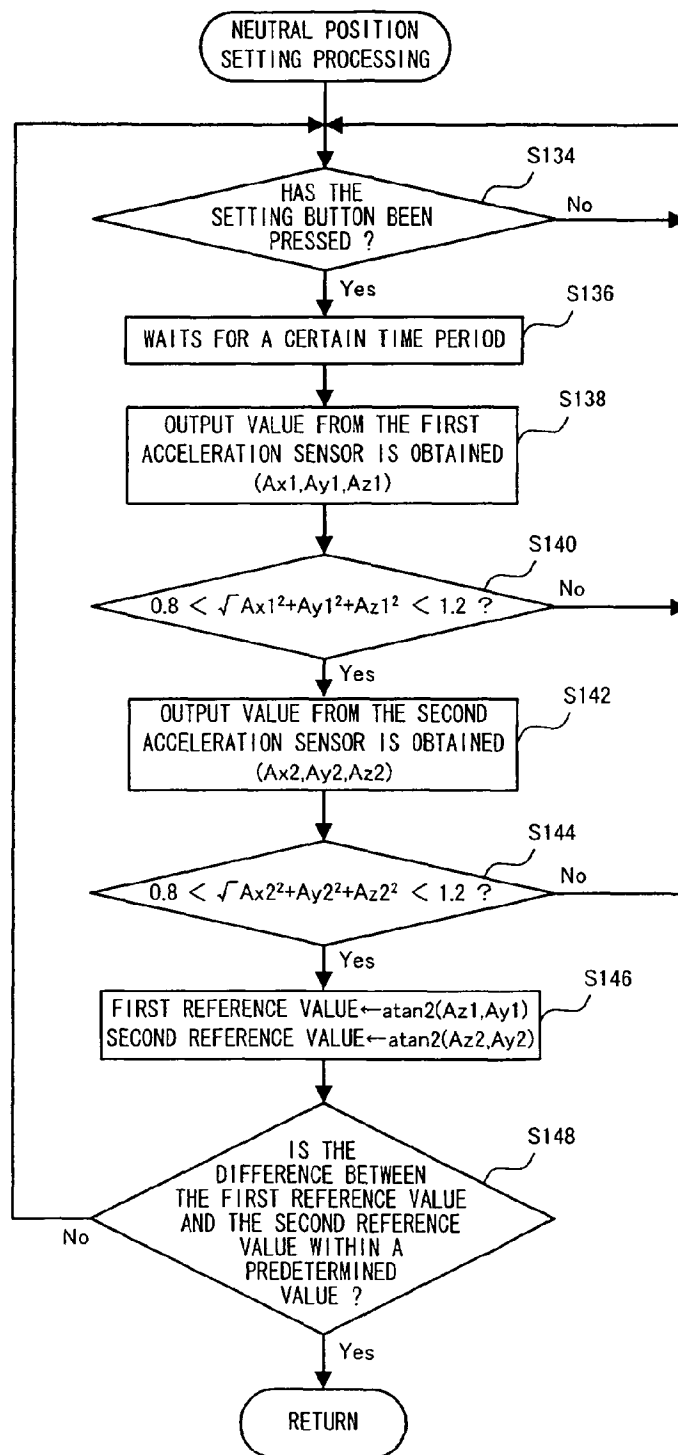 NEUTRAL POSITION
SETTING PROCESSING
S134
HAS THE
SETTING BUTTON BEEN
PRESSED ?
No
Yes
S136
WAITS FOR A CERTAIN TIME PERIOD
S138
OUTPUT VALUE FROM THE FIRST
ACCELERATION SENSOR IS OBTAINED
(Ax1,Ay1,Az1)
S140
0.8 < √Ax1²+Ay1²+Az1² < 1.2 ?
No
Yes
S142
OUTPUT VALUE FROM THE SECOND
ACCELERATION SENSOR IS OBTAINED
(Ax2,Ay2,Az2)
S144
0.8 < √Ax2²+Ay2²+Az2² < 1.2 ?
No
Yes
S146
FIRST REFERENCE VALUE←atan2(Az1,Ay1)
SECOND REFERENCE VALUE←atan2(Az2,Ay2)
S148
IS THE
DIFFERENCE BETWEEN
THE FIRST REFERENCE VALUE
AND THE SECOND REFERENCE
VALUE WITHIN A
PREDETERMINED
VALUE ?
No
Yes
RETURN